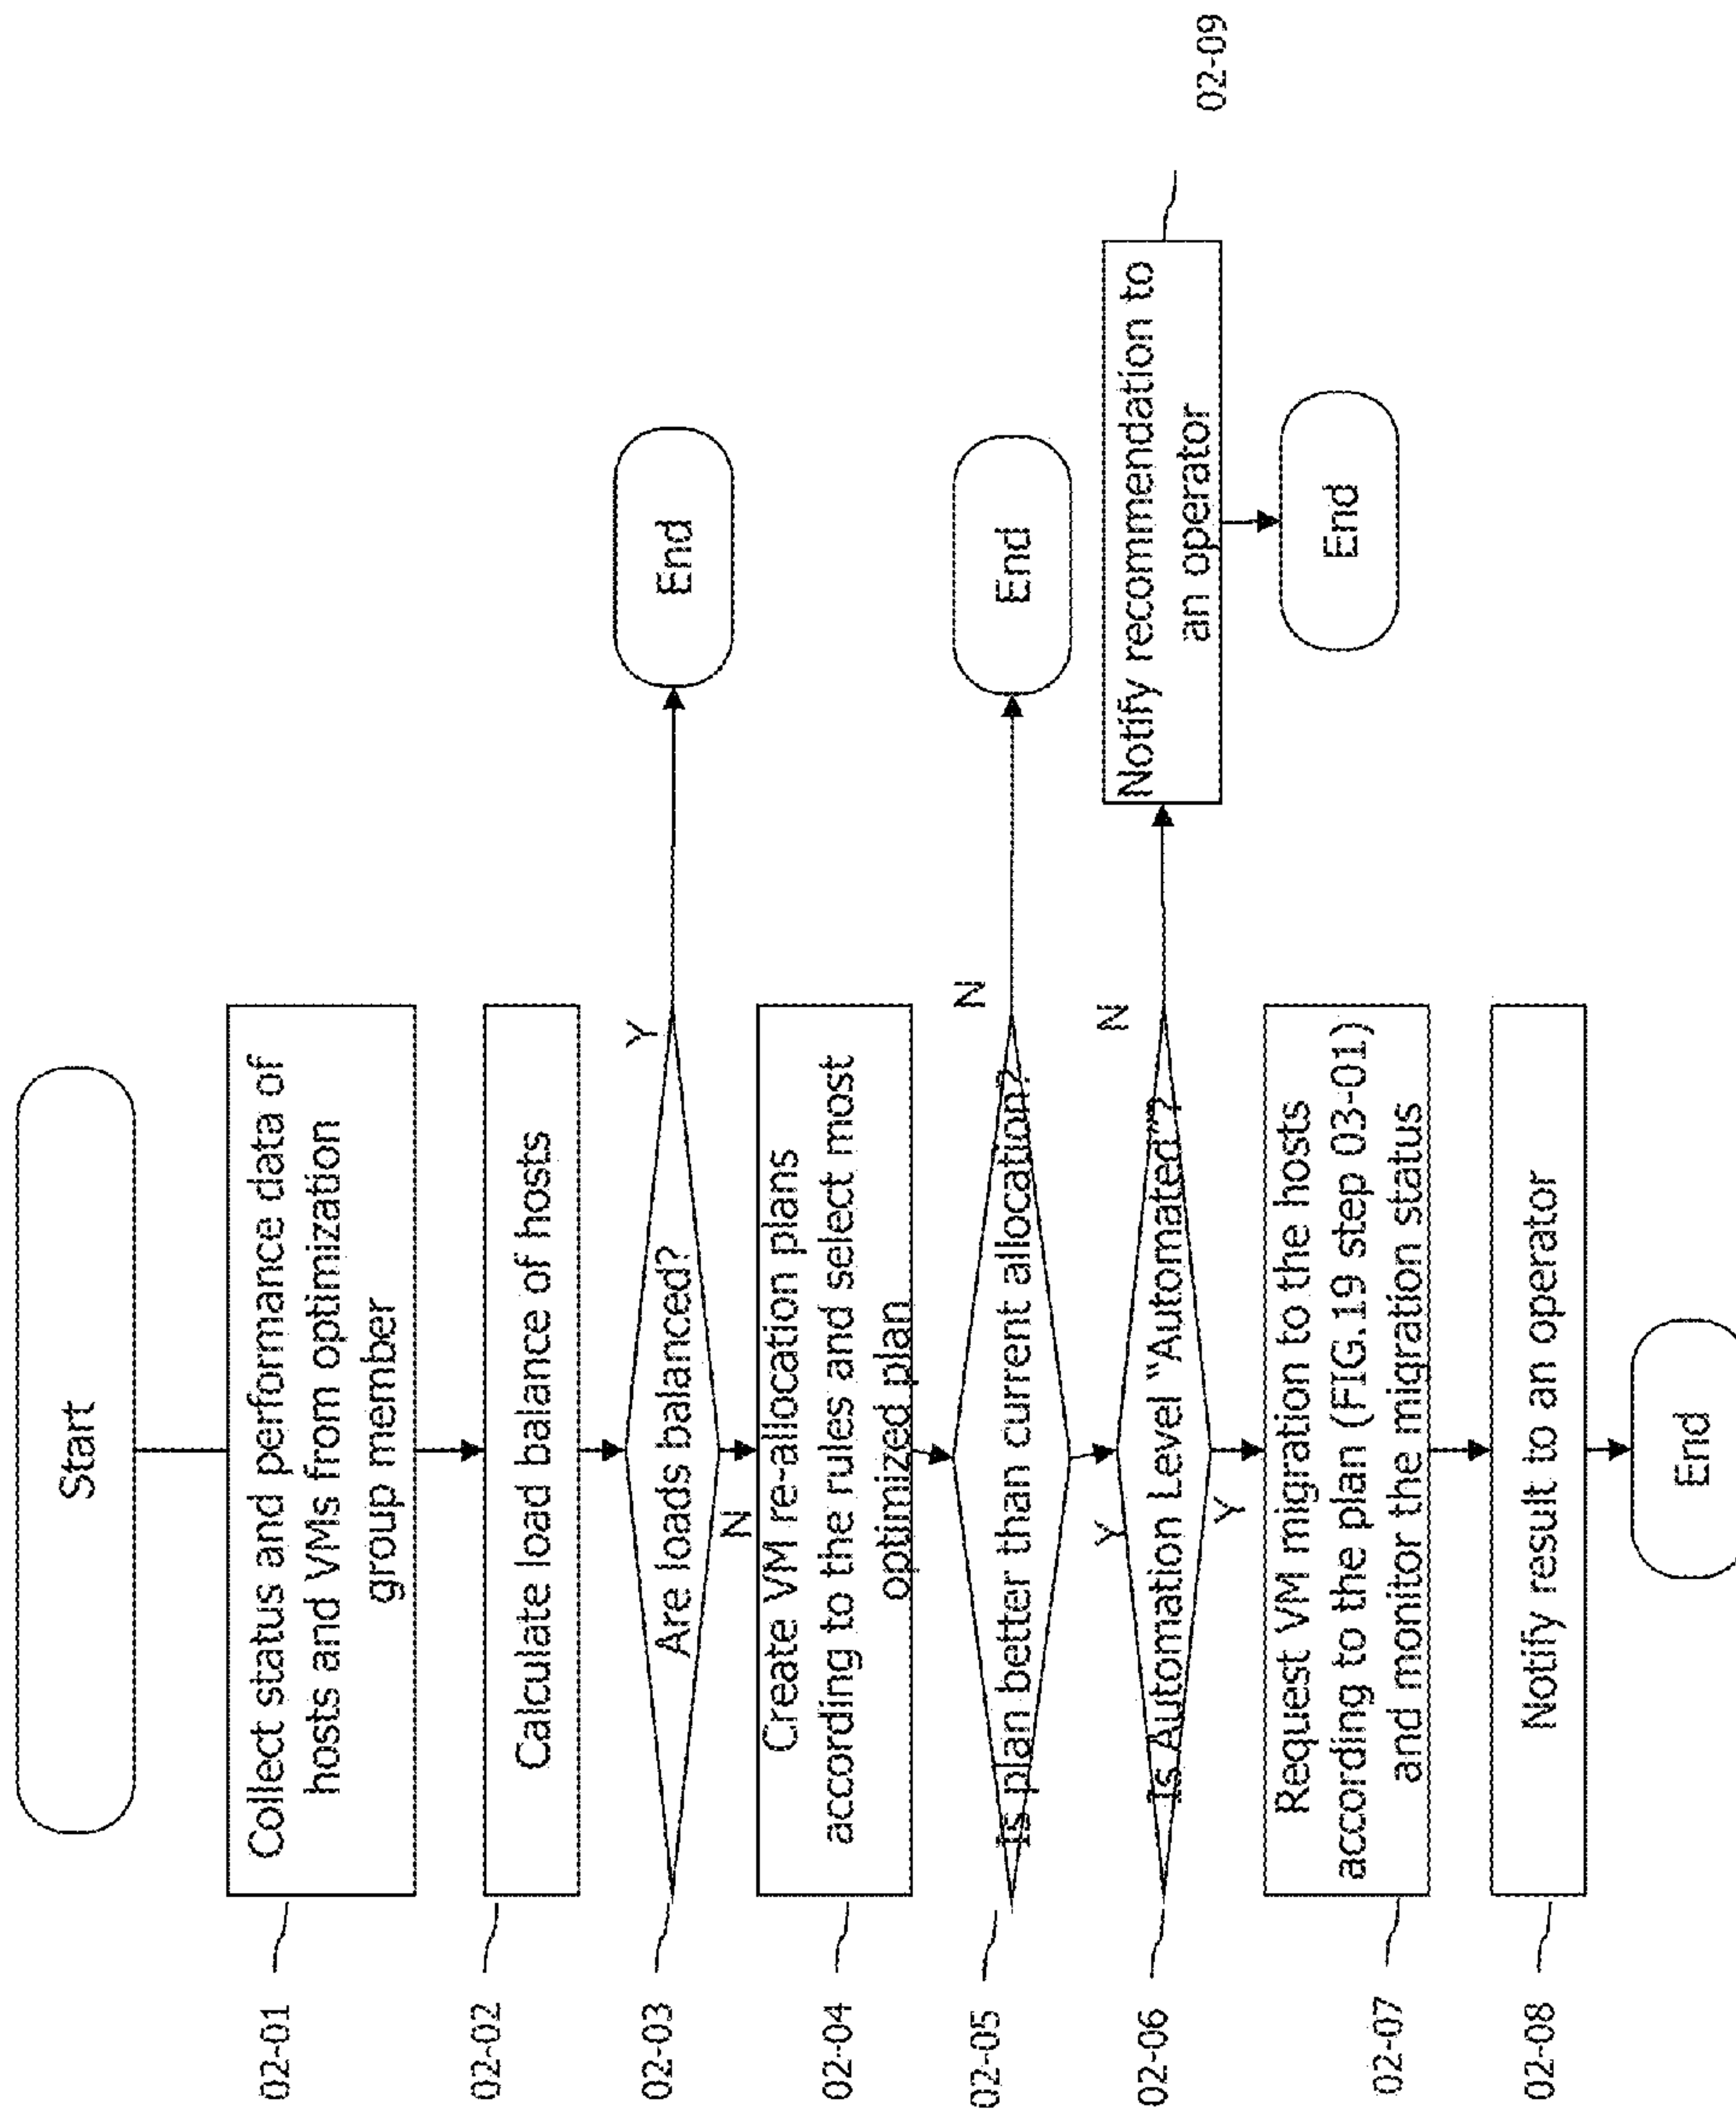 Start
02-01
Collect status and performance data of
hosts and VMs from optimization
group member
02-02
Calculate load balance of hosts
02-03
Are loads balanced?
Y
End
N
02-04
Create VM re-allocation plans
according to the rules and select most
optimized plan
02-05
Is plan better than current allocation?
N
End
Y
02-06
Is Automation Level “Automated”?
N
Notify recommendation to
an operator
02-09
End
Y
02-07
Request VM migration to the hosts
according to the plan (FIG.19 step 03-01)
and monitor the migration status
02-08
Notify result to an operator
End